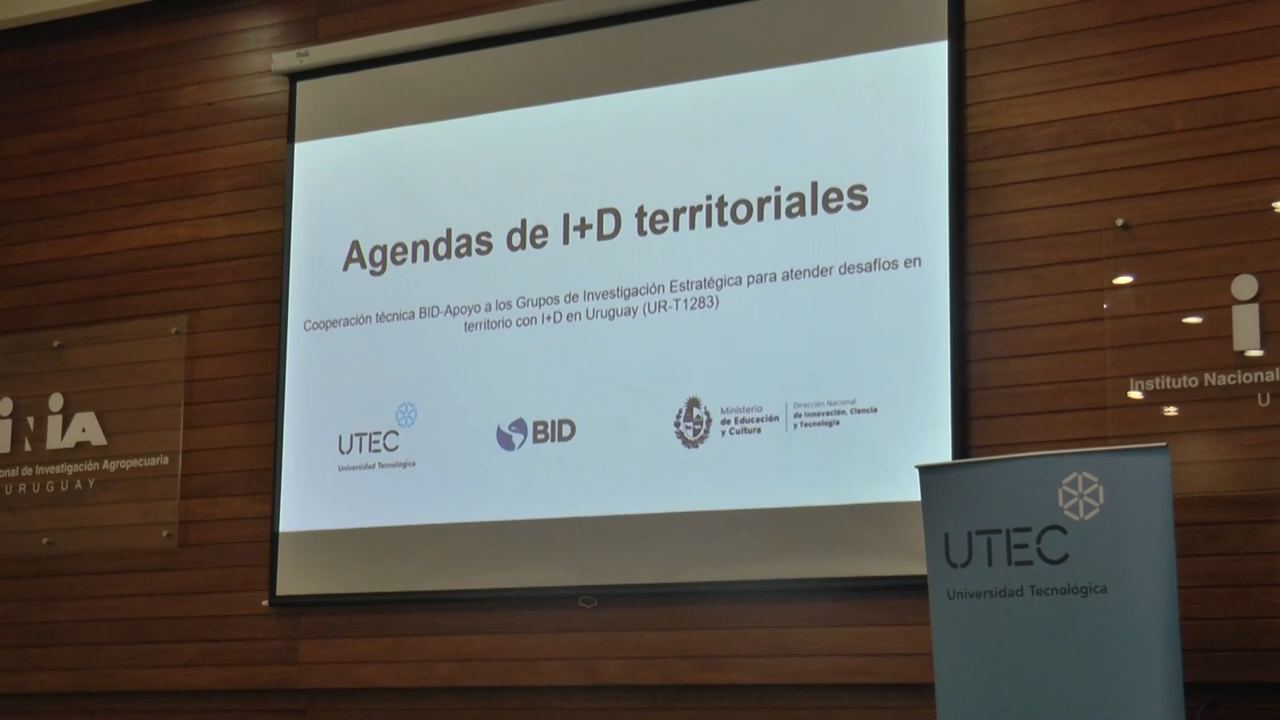 Agendas de I+D territoriales
Cooperación técnica BID-Apoyo a los Grupos de Investigación Estratégica para atender desafíos en
territorio con I+D en Uruguay (UR-T1283)
UTEC
Universidad Tecnológica
BID
Ministerio
de Educación
y Cultura
Dirección Nacional
de Innovación, Ciencia
y Tecnología
iNiA
onal de Investigación Agropecuaria
URUGUAY
Instituto Nacional
U
UTEC
Universidad Tecnológica